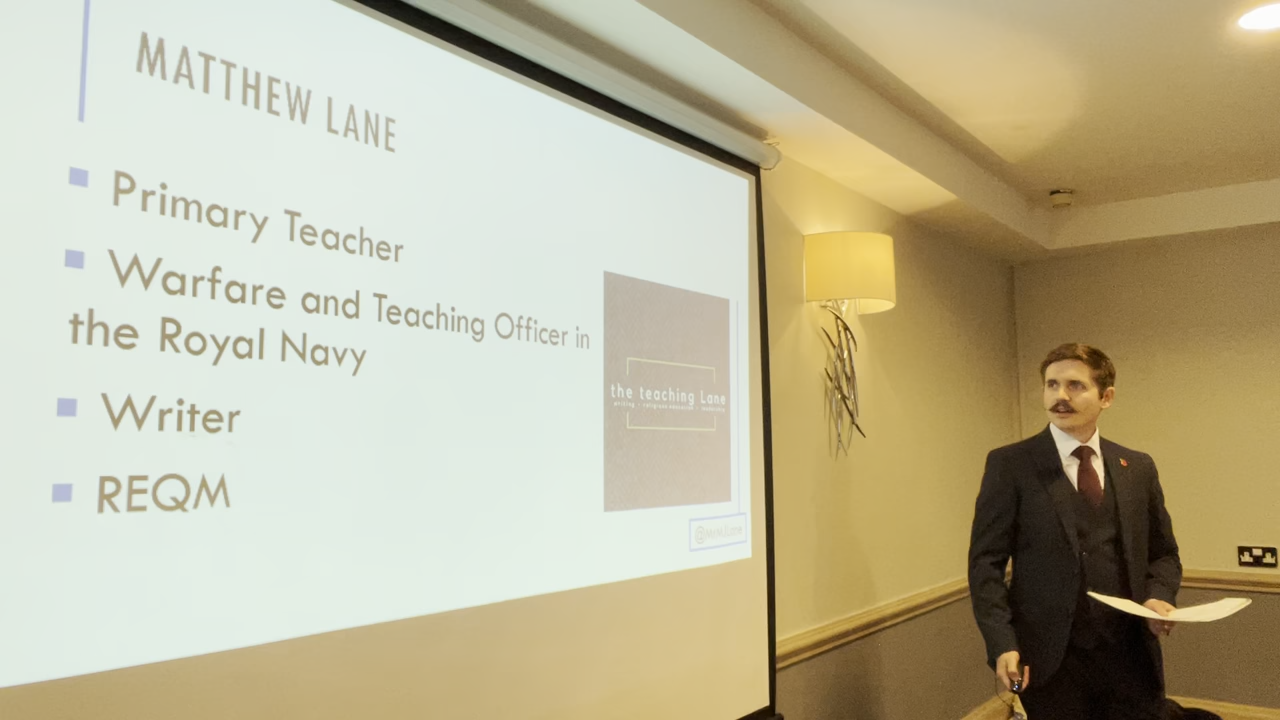 MATTHEW LANE
Primary Teacher
Warfare and Teaching Officer in
the Royal Navy
Writer
REQM
the teaching Lane